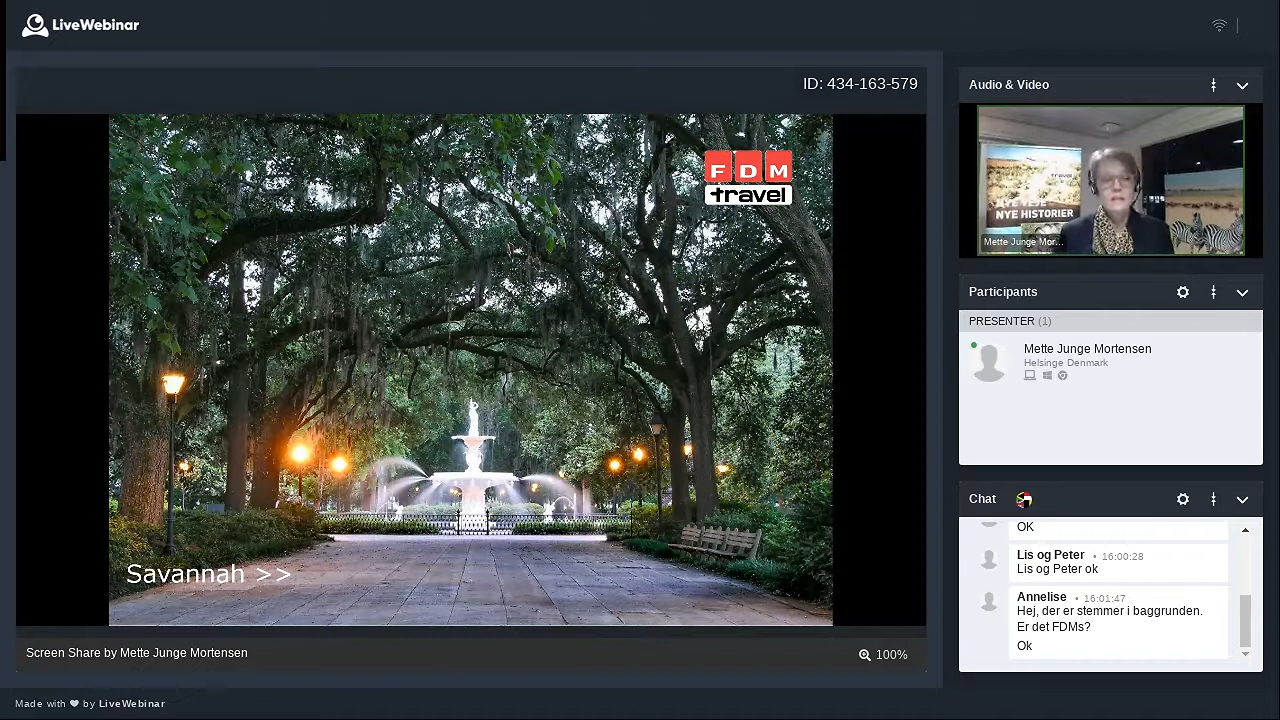 LiveWebinar
ID: 434-163-579
FDM
travel
Savannah >>
Screen Share by Mette Junge Mortensen
100%
Made with by LiveWebinar
Audio & Video
travel
NYE VEJE
NYE HISTORIER
Mette Junge Mor...
Participants
PRESENTER (1)
Mette Junge Mortensen
Helsinge Denmark
Chat
OK
Lis og Peter • 16:00:28
Lis og Peter ok
Annelise • 16:01:47
Hej, der er stemmer i baggrunden.
Er det FDMs?
Ok